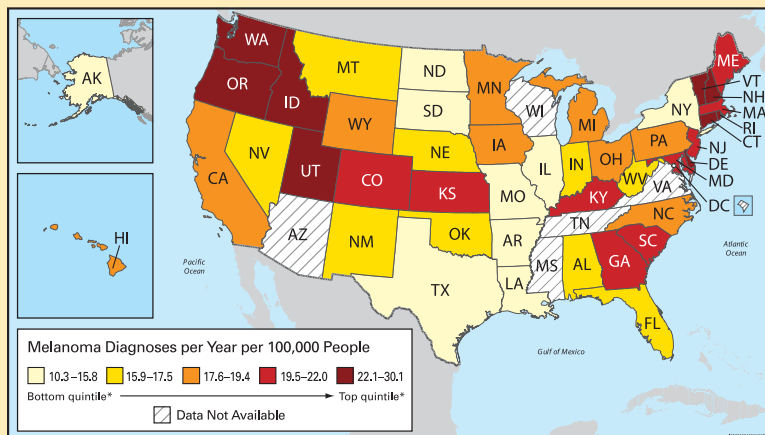 AK
HI
WA
OR
ID
MT
ND
SD
MN
WI
MI
WY
NE
IA
NV
UT
CO
KS
CA
AZ
NM
OK
TX
MO
AR
LA
IL
IN
OH
PA
NY
ME
VT
NH
MA
RI
CT
NJ
DE
MD
DC
WV
VA
KY
TN
NC
SC
GA
AL
MS
FL
Pacific
Ocean
Atlantic
Ocean
Gulf of Mexico
Melanoma Diagnoses per Year per 100,000 People
10.3–15.8 15.9–17.5 17.6–19.4 19.5–22.0 22.1–30.1
Bottom quintile* Top quintile*
Data Not Available